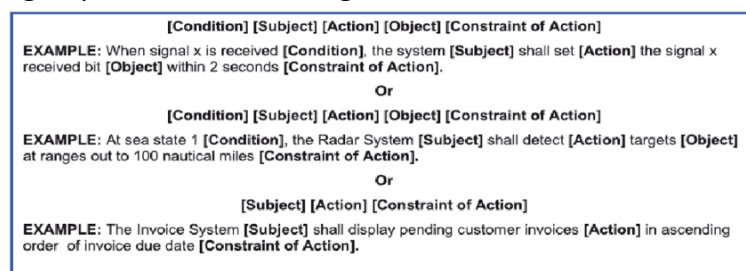 [Condition] [Subject] [Action] [Object] [Constraint of Action]
EXAMPLE: When signal x is received [Condition], the system [Subject] shall set [Action] the signal x
received bit [Object] within 2 seconds [Constraint of Action].
Or
[Condition] [Subject] [Action] [Object] [Constraint of Action]
EXAMPLE: At sea state 1 [Condition], the Radar System [Subject] shall detect [Action] targets [Object]
at ranges out to 100 nautical miles [Constraint of Action].
Or
[Subject] [Action] [Constraint of Action]
EXAMPLE: The Invoice System [Subject] shall display pending customer invoices [Action] in ascending
order of invoice due date [Constraint of Action].